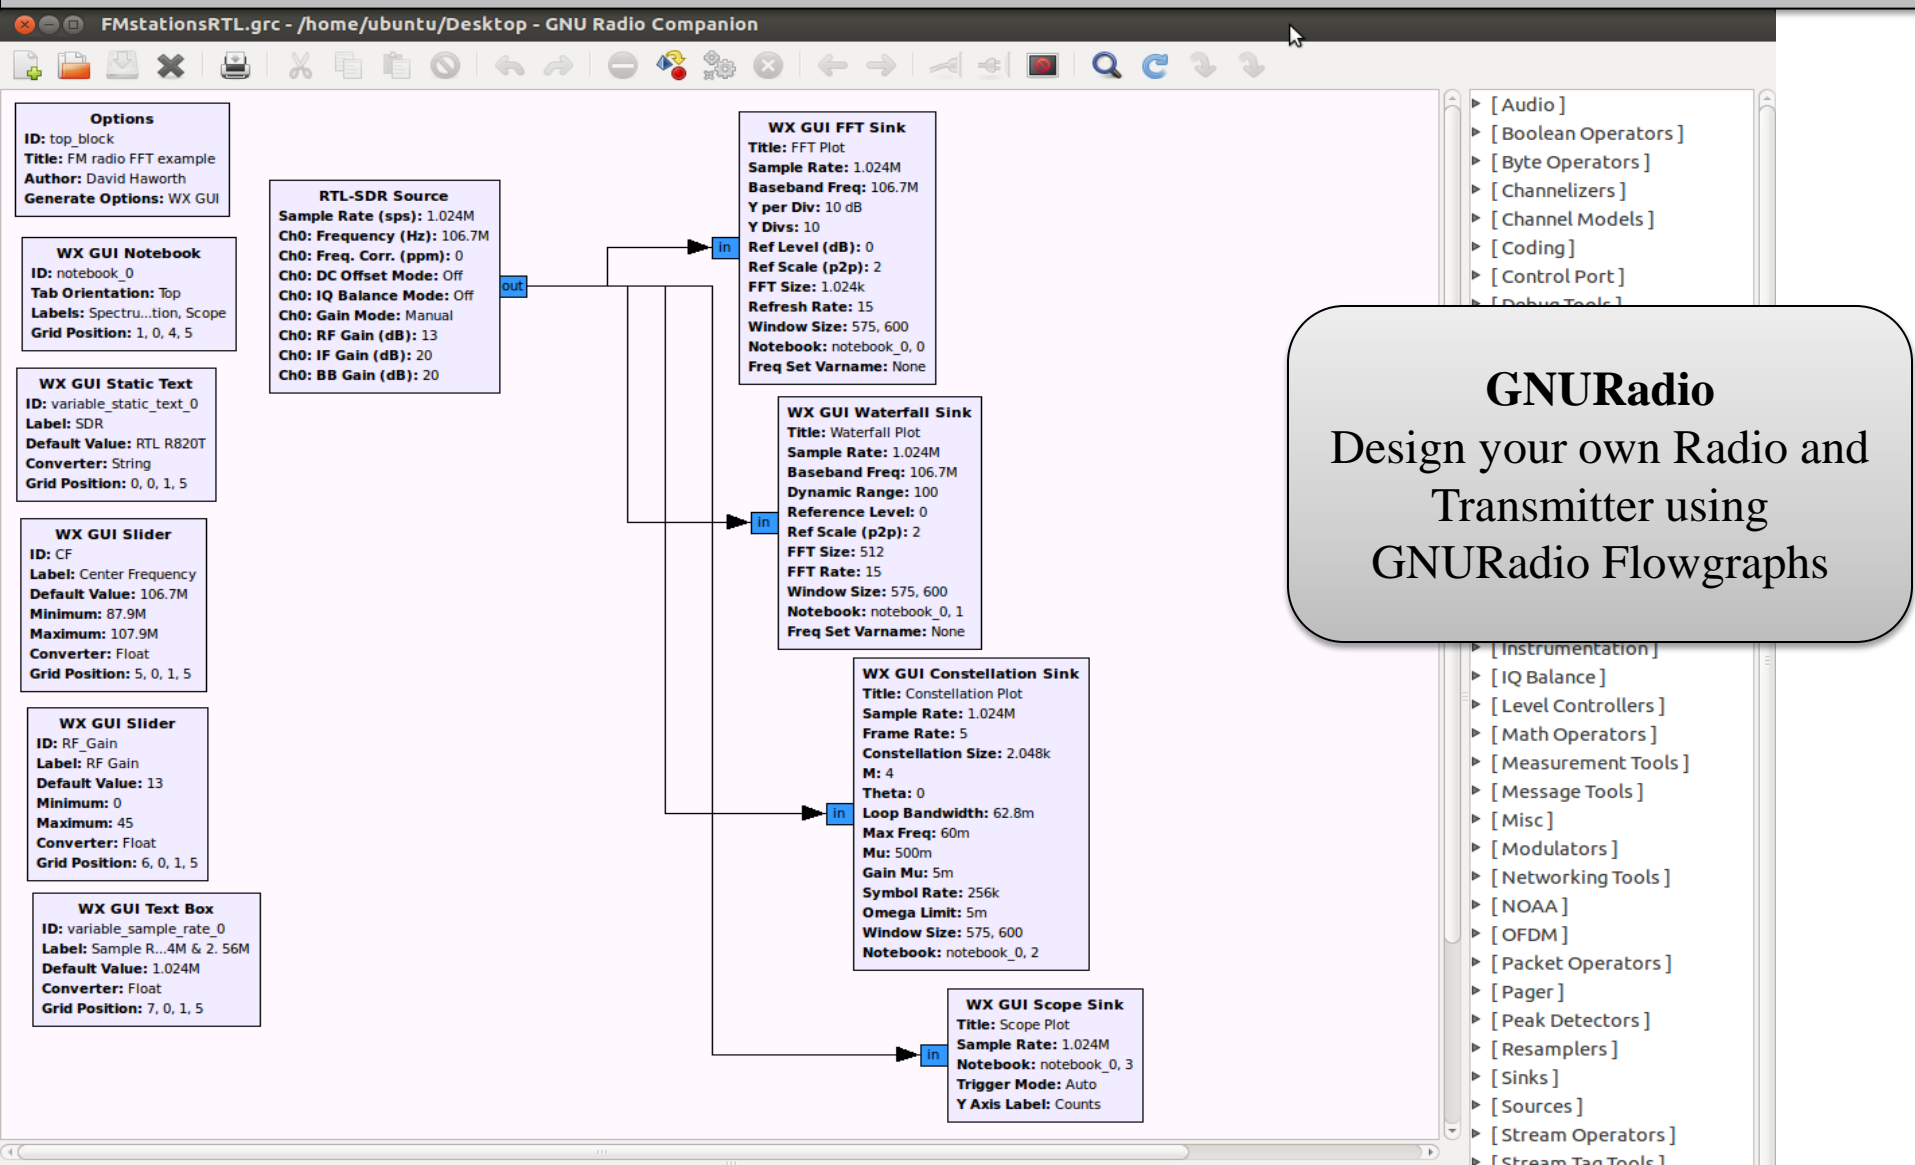 FMstationsRTL.grc - /home/ubuntu/Desktop - GNU Radio Companion
Options
ID: top_block
Title: FM radio FFT example
Author: David Haworth
Generate Options: WX GUI
WX GUI Notebook
ID: notebook_0
Tab Orientation: Top
Labels: Spectru...tion, Scope
Grid Position: 1, 0, 4, 5
WX GUI Static Text
ID: variable_static_text_0
Label: SDR
Default Value: RTL R820T
Converter: String
Grid Position: 0, 0, 1, 5
WX GUI Slider
ID: CF
Label: Center Frequency
Default Value: 106.7M
Minimum: 87.9M
Maximum: 107.9M
Converter: Float
Grid Position: 5, 0, 1, 5
WX GUI Slider
ID: RF_Gain
Label: RF Gain
Default Value: 13
Minimum: 0
Maximum: 45
Converter: Float
Grid Position: 6, 0, 1, 5
WX GUI Text Box
ID: variable_sample_rate_0
Label: Sample R...4M & 2. 56M
Default Value: 1.024M
Converter: Float
Grid Position: 7, 0, 1, 5
RTL-SDR Source
Sample Rate (sps): 1.024M
Ch0: Frequency (Hz): 106.7M
Ch0: Freq. Corr. (ppm): 0
Ch0: DC Offset Mode: Off
Ch0: IQ Balance Mode: Off
Ch0: Gain Mode: Manual
Ch0: RF Gain (dB): 13
Ch0: IF Gain (dB): 20
Ch0: BB Gain (dB): 20
out
in
WX GUI FFT Sink
Title: FFT Plot
Sample Rate: 1.024M
Baseband Freq: 106.7M
Y per Div: 10 dB
Y Divs: 10
Ref Level (dB): 0
Ref Scale (p2p): 2
FFT Size: 1.024k
Refresh Rate: 15
Window Size: 575, 600
Notebook: notebook_0, 0
Freq Set Varname: None
in
WX GUI Waterfall Sink
Title: Waterfall Plot
Sample Rate: 1.024M
Baseband Freq: 106.7M
Dynamic Range: 100
Reference Level: 0
Ref Scale (p2p): 2
FFT Size: 512
FFT Rate: 15
Window Size: 575, 600
Notebook: notebook_0, 1
Freq Set Varname: None
in
WX GUI Constellation Sink
Title: Constellation Plot
Sample Rate: 1.024M
Frame Rate: 5
Constellation Size: 2.048k
M: 4
Theta: 0
Loop Bandwidth: 62.8m
Max Freq: 60m
Mu: 500m
Gain Mu: 5m
Symbol Rate: 256k
Omega Limit: 5m
Window Size: 575, 600
Notebook: notebook_0, 2
in
WX GUI Scope Sink
Title: Scope Plot
Sample Rate: 1.024M
Notebook: notebook_0, 3
Trigger Mode: Auto
Y Axis Label: Counts
[ Audio ]
[ Boolean Operators ]
[ Byte Operators ]
[ Channelizers ]
[ Channel Models ]
[ Coding ]
[ Control Port ]
[ Debug Tools ]
GNURadio
Design your own Radio and
Transmitter using
GNURadio Flowgraphs
[ Instrumentation ]
[ IQ Balance ]
[ Level Controllers ]
[ Math Operators ]
[ Measurement Tools ]
[ Message Tools ]
[ Misc ]
[ Modulators ]
[ Networking Tools ]
[ NOAA ]
[ OFDM ]
[ Packet Operators ]
[ Pager ]
[ Peak Detectors ]
[ Resamplers ]
[ Sinks ]
[ Sources ]
[ Stream Operators ]
[ Stream Tag Tools ]